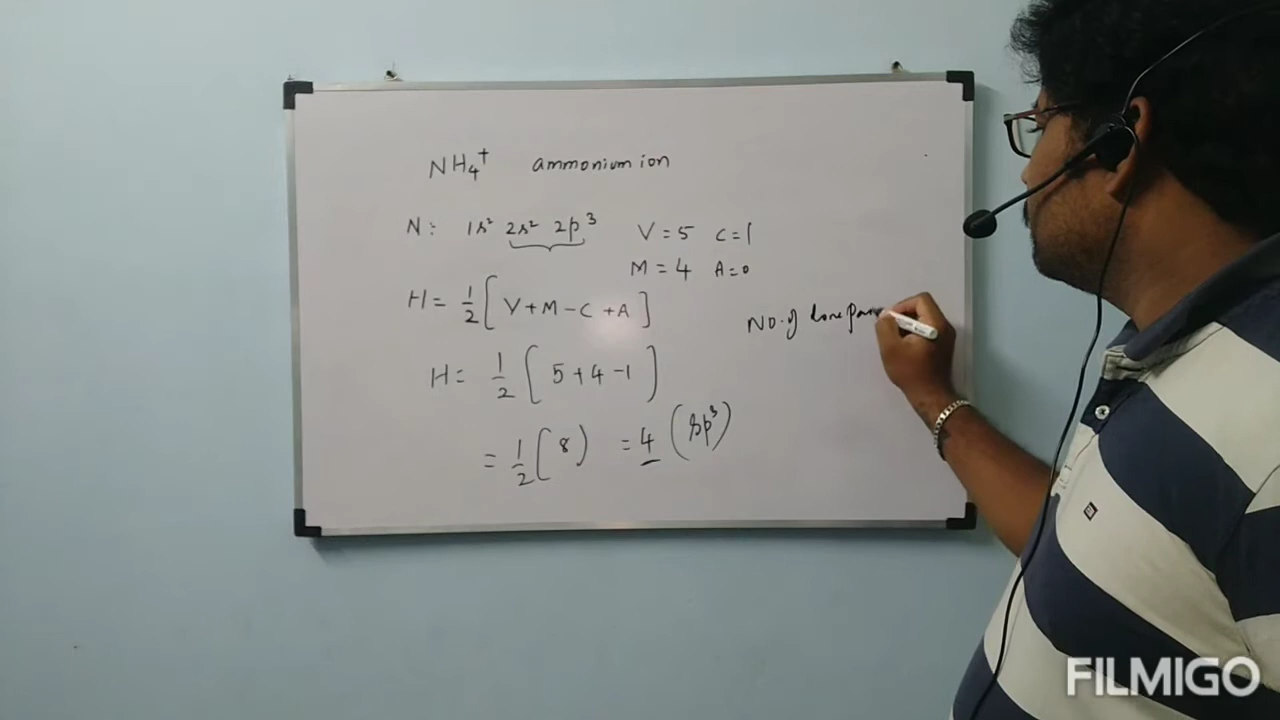 NH₄⁺ ammonium ion
N: 1s² 2s² 2p³ V = 5 C = 1
M = 4 A = 0
H = 1/2 [ V + M - C + A ]
No. of lone pair
H = 1/2 [ 5 + 4 - 1 ]
= 1/2 [ 8 ) = 4 ( sp³ )
FILMIGO